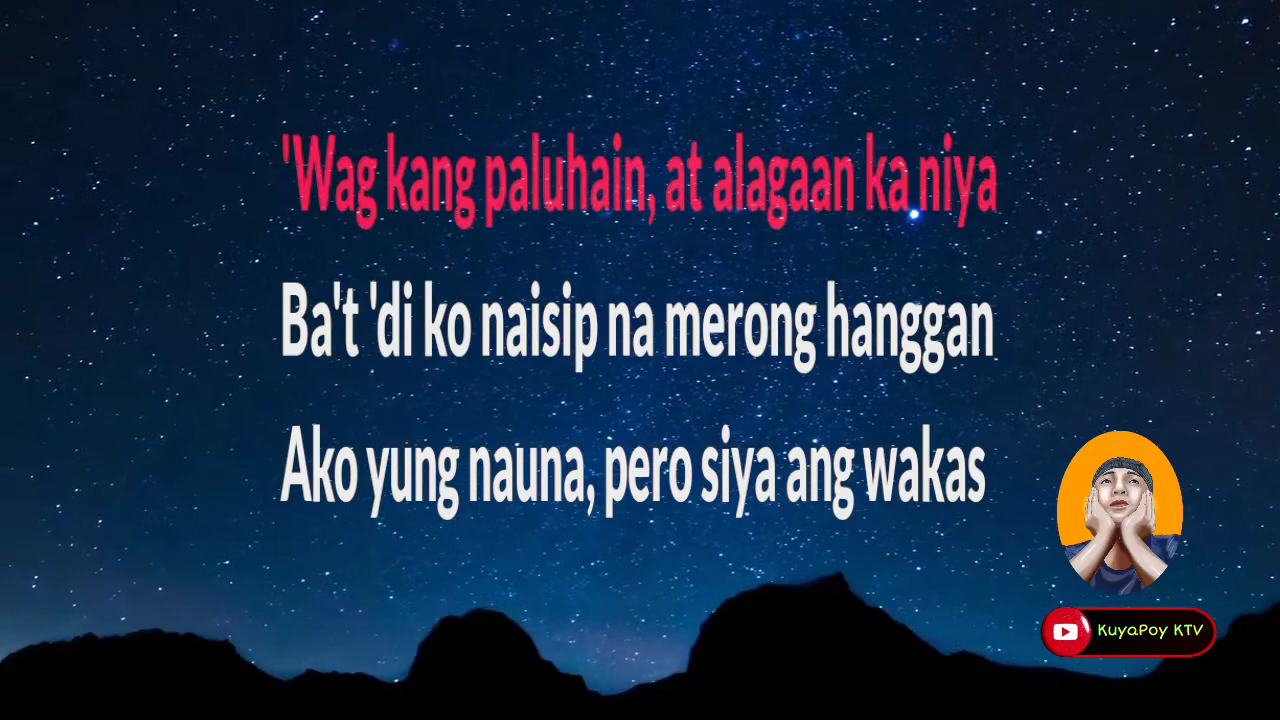 'Wag kang paluhain, at alagaan ka niya
Ba't 'di ko naisip na merong hanggan
Ako yung nauna, pero siya ang wakas
KuyaPoy KTV